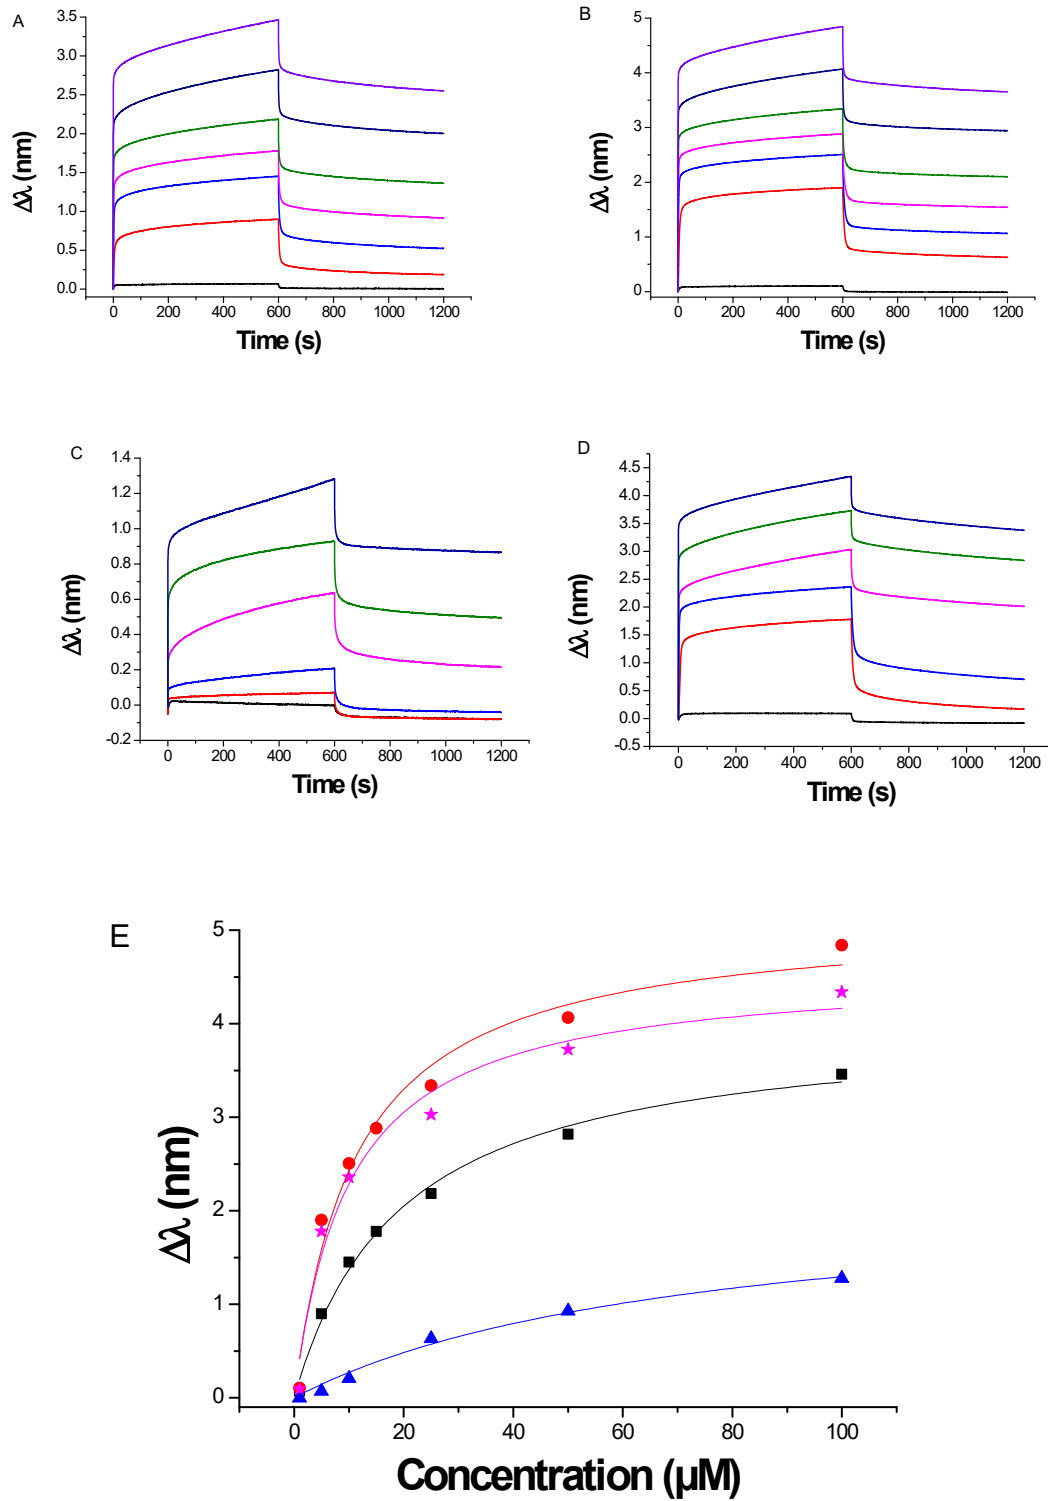 A
3.5
3.0
2.5
2.0
1.5
1.0
0.5
0.0
Δλ (nm)
0 200 400 600 800 1000 1200
Time (s)
B
5
4
3
2
1
0
Δλ (nm)
0 200 400 600 800 1000 1200
Time (s)
C
1.4
1.2
1.0
0.8
0.6
0.4
0.2
0.0
-0.2
Δλ (nm)
0 200 400 600 800 1000 1200
Time (s)
D
4.5
4.0
3.5
3.0
2.5
2.0
1.5
1.0
0.5
0.0
-0.5
Δλ (nm)
0 200 400 600 800 1000 1200
Time (s)
E
5
4
3
2
1
0
Δλ (nm)
0 20 40 60 80 100
Concentration (µM)